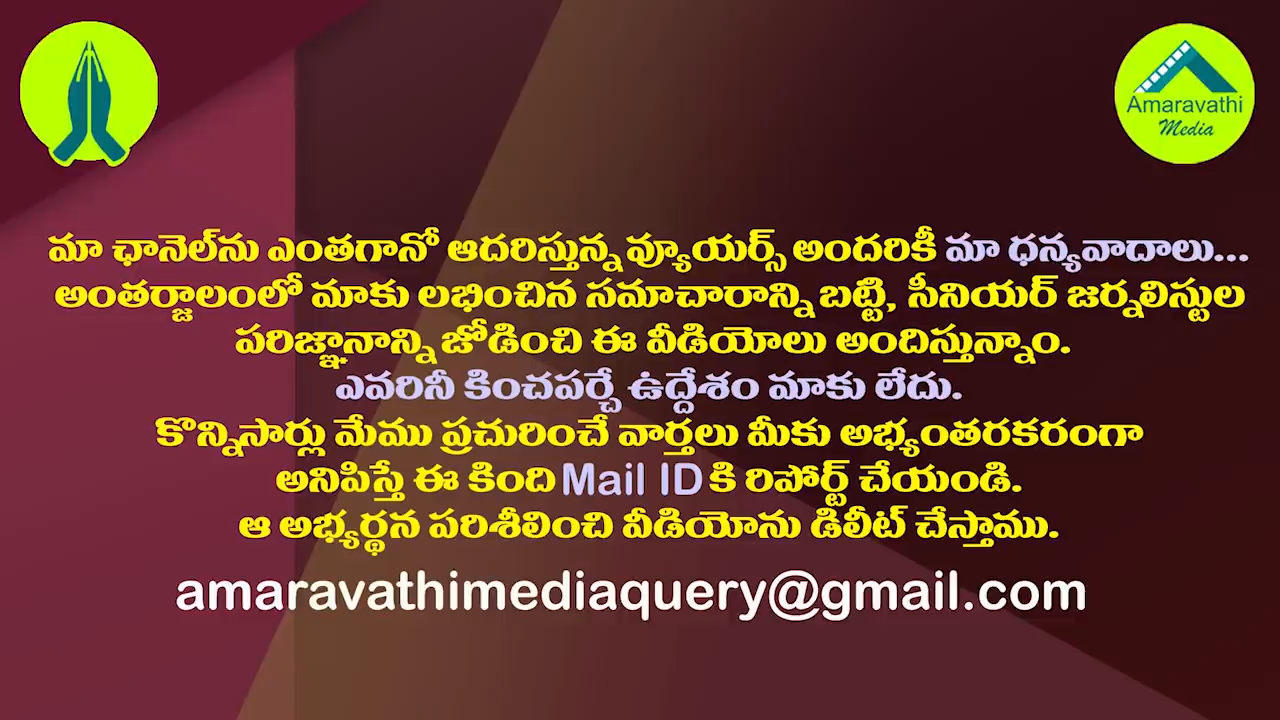 Amaravathi
Media
మా ఛానెల్‌ను ఎంతగానో ఆదరిస్తున్న వ్యూయర్స్ అందరికీ మా ధన్యవాదాలు...
అంతర్జాలంలో మాకు లభించిన సమాచారాన్ని బట్టి, సీనియర్ జర్నలిస్టుల
పరిజ్ఞానాన్ని జోడించి ఈ వీడియోలు అందిస్తున్నాం.
ఎవరినీ కించపర్చే ఉద్దేశం మాకు లేదు.
కొన్నిసార్లు మేము ప్రచురించే వార్తలు మీకు అభ్యంతరకరంగా
అనిపిస్తే ఈ కింది Mail ID కి రిపోర్ట్ చేయండి.
ఆ అభ్యర్థన పరిశీలించి వీడియోను డిలీట్ చేస్తాము.
amaravathimediaquery@gmail.com